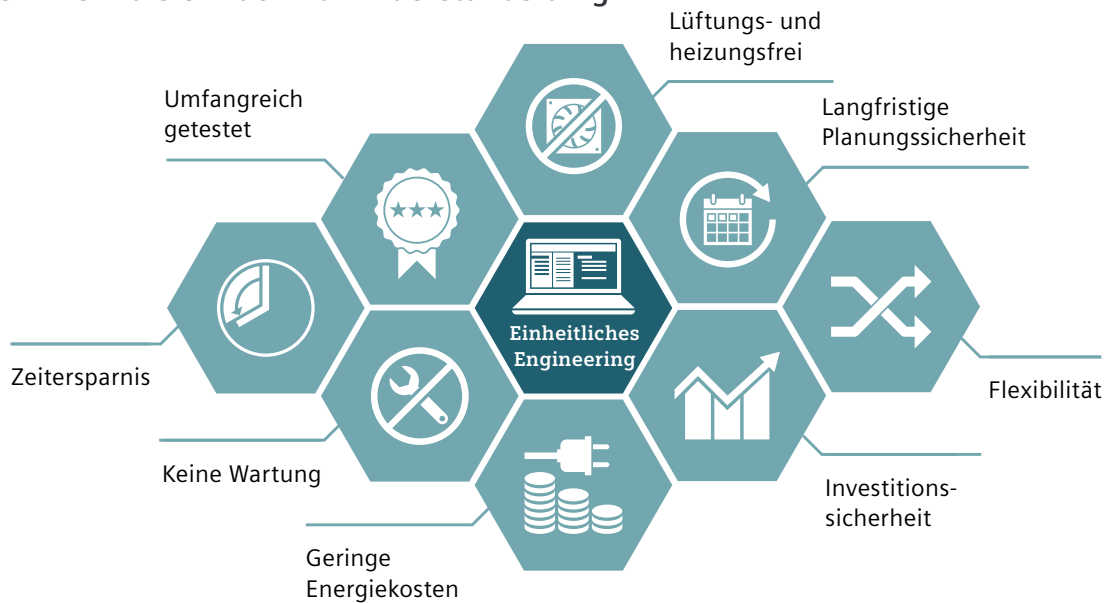 Lüftungs- und
heizungsfrei
Umfangreich
getestet
Langfristige
Planungssicherheit
Einheitliches
Engineering
Zeitersparnis
Flexibilität
Keine Wartung
Investitions-
sicherheit
Geringe
Energiekosten